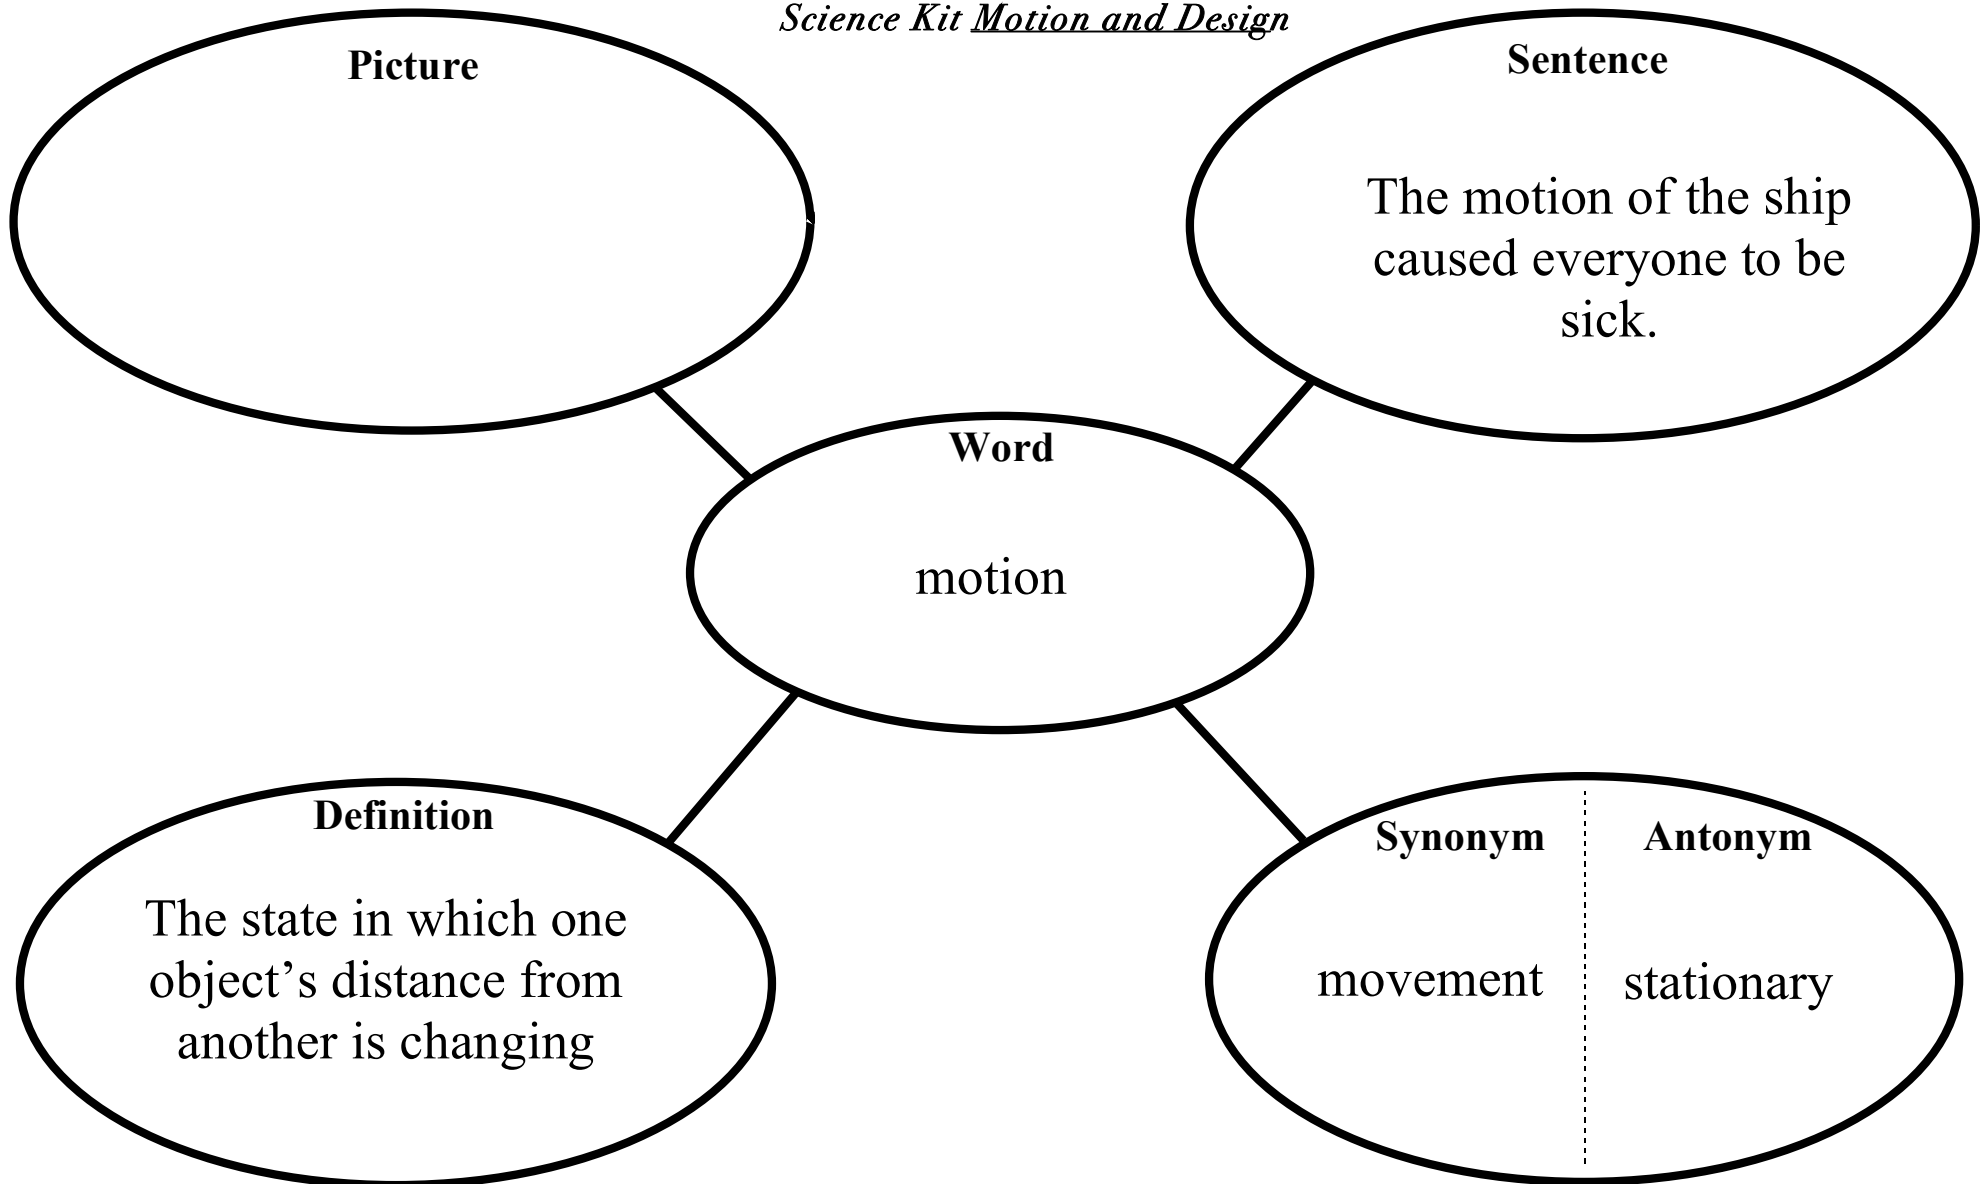 Science Kit Motion and Design
Picture
Sentence
The motion of the ship
caused everyone to be
sick.
Word
motion
Definition
The state in which one
object’s distance from
another is changing
Synonym
Antonym
movement
stationary